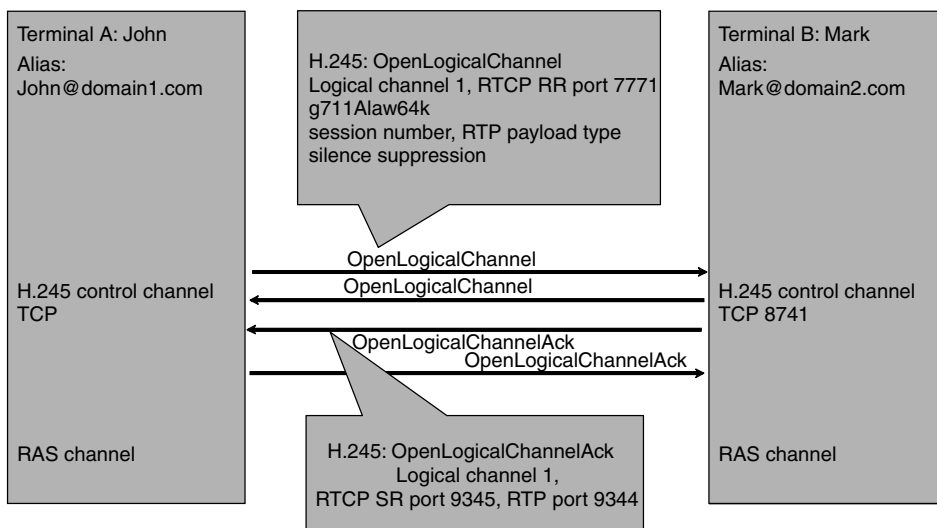 Terminal A: John
Alias:
John@domain1.com
H.245 control channel
TCP
RAS channel
H.245: OpenLogicalChannel
Logical channel 1, RTCP RR port 7771
g711Alaw64k
session number, RTP payload type
silence suppression
OpenLogicalChannel
OpenLogicalChannel
OpenLogicalChannelAck
OpenLogicalChannelAck
H.245: OpenLogicalChannelAck
Logical channel 1,
RTCP SR port 9345, RTP port 9344
Terminal B: Mark
Alias:
Mark@domain2.com
H.245 control channel
TCP 8741
RAS channel